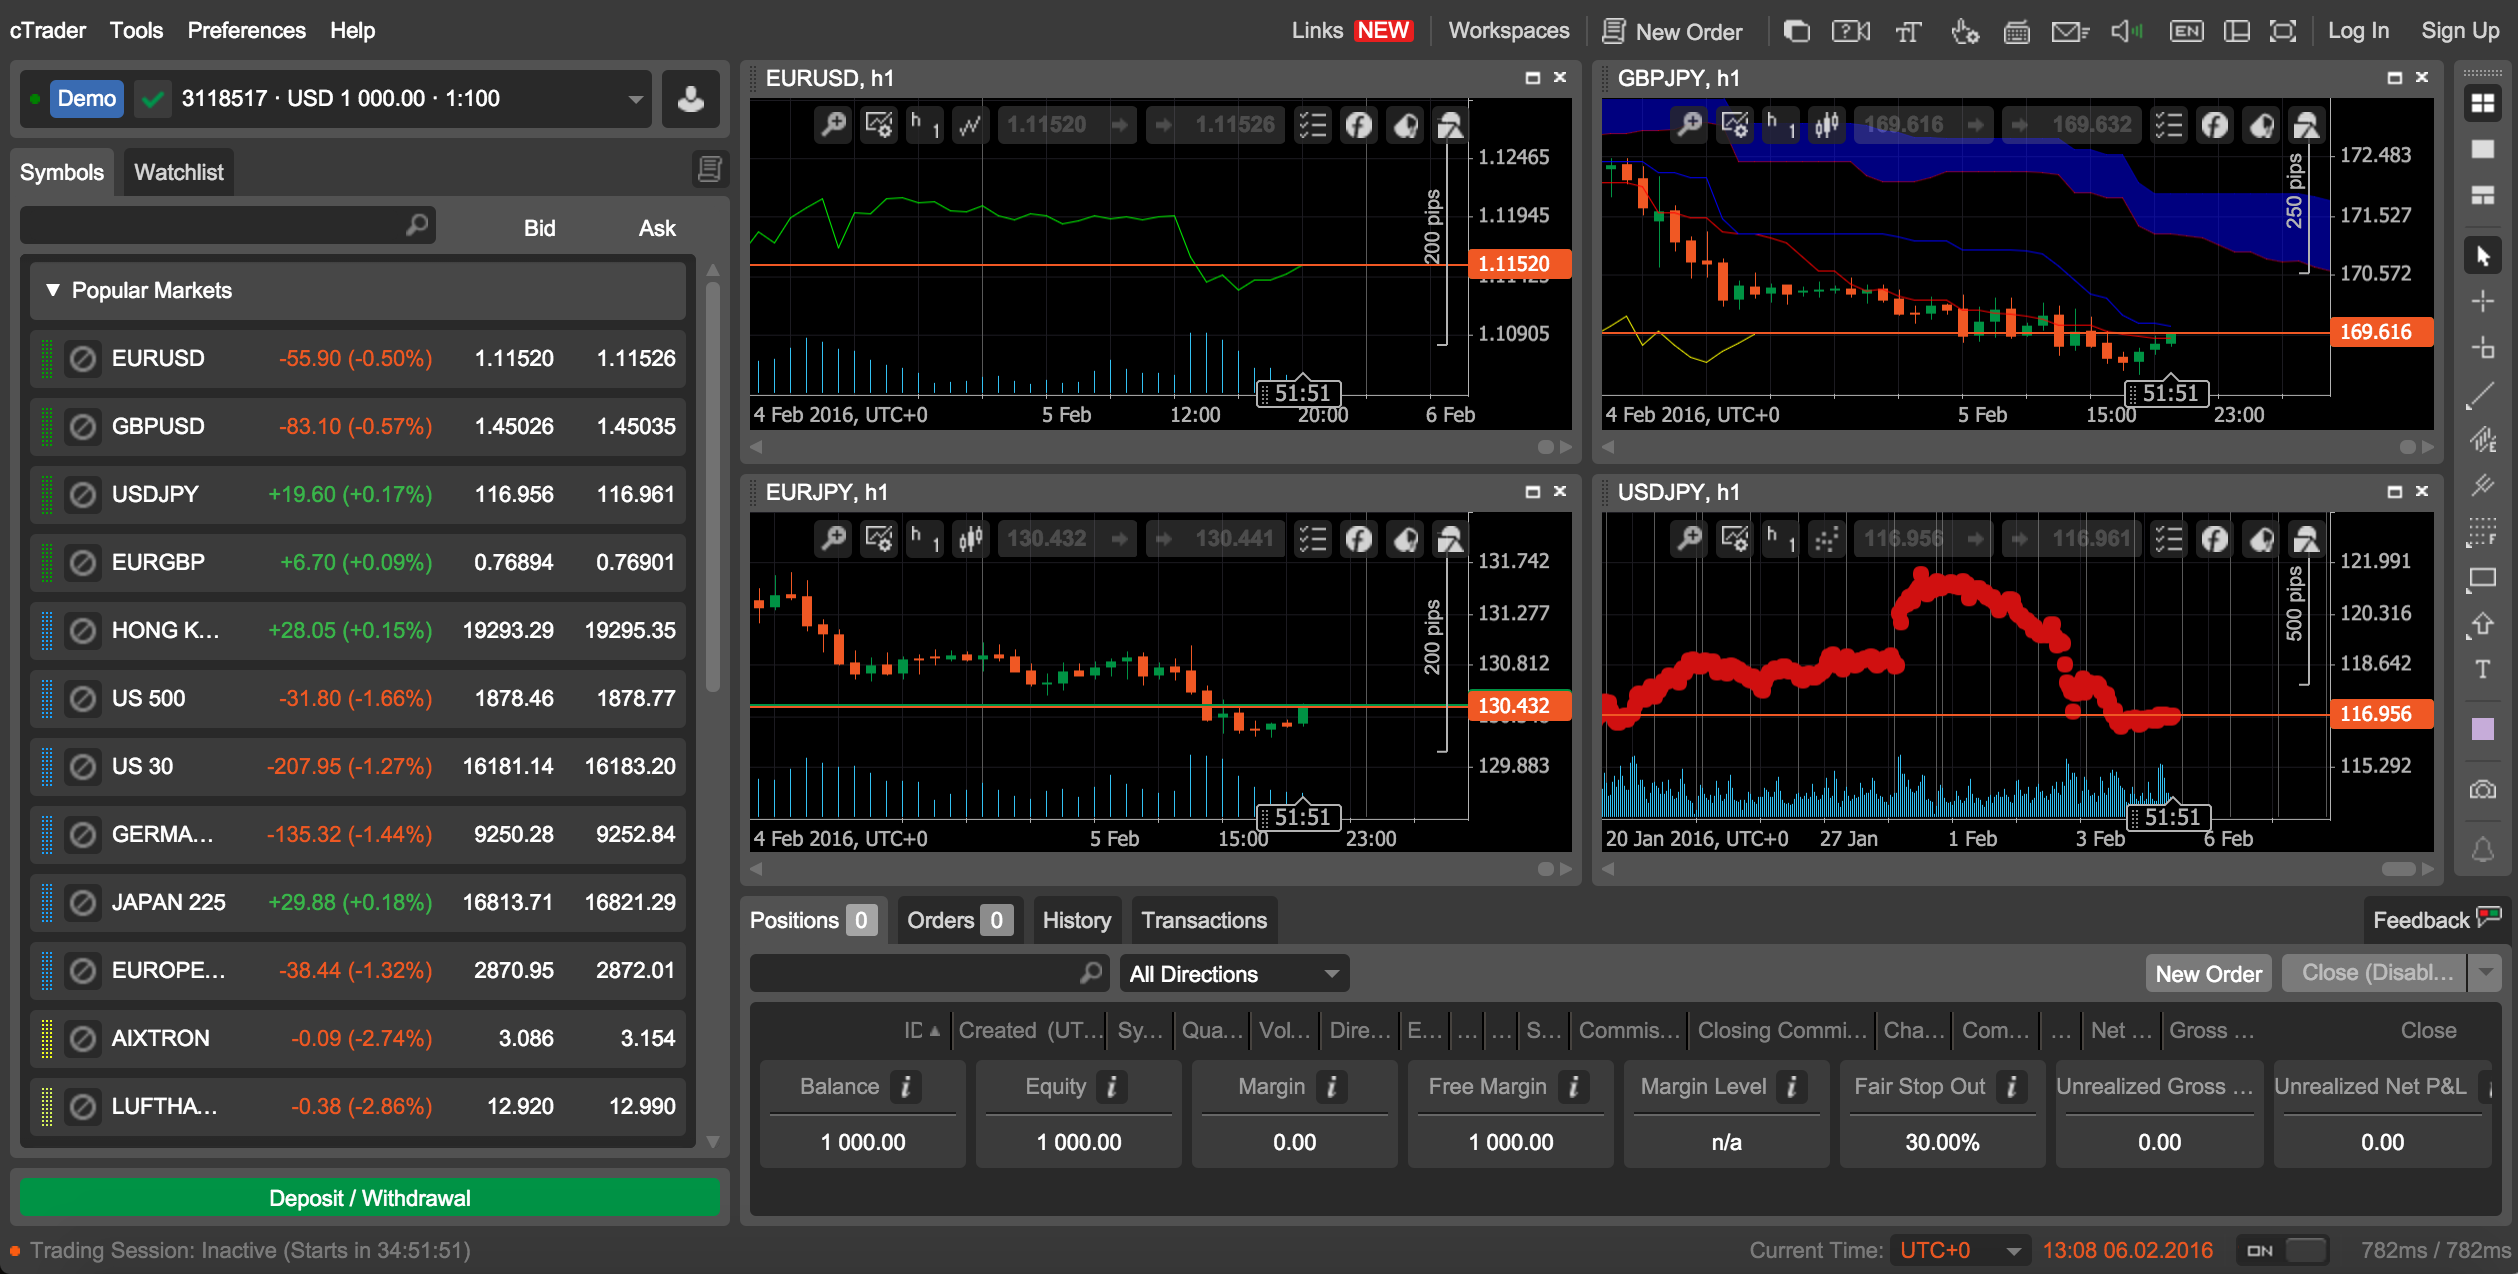 cTrader Tools Preferences Help Links NEW Workspaces New Order EN Log In Sign Up
Demo 3118517 · USD 1 000.00 · 1:100
Symbols Watchlist
Bid Ask
▼ Popular Markets
EURUSD -55.90 (-0.50%) 1.11520 1.11526
GBPUSD -83.10 (-0.57%) 1.45026 1.45035
USDJPY +19.60 (+0.17%) 116.956 116.961
EURGBP +6.70 (+0.09%) 0.76894 0.76901
HONG K... +28.05 (+0.15%) 19293.29 19295.35
US 500 -31.80 (-1.66%) 1878.46 1878.77
US 30 -207.95 (-1.27%) 16181.14 16183.20
GERMA... -135.32 (-1.44%) 9250.28 9252.84
JAPAN 225 +29.88 (+0.18%) 16813.71 16821.29
EUROPE... -38.44 (-1.32%) 2870.95 2872.01
AIXTRON -0.09 (-2.74%) 3.086 3.154
LUFTHA... -0.38 (-2.86%) 12.920 12.990
Deposit / Withdrawal
EURUSD, h1
h 1 1.11520 1.11526
1.12465
1.11945
200 pips
1.11520
1.10905
51:51
4 Feb 2016, UTC+0 5 Feb 12:00 20:00 6 Feb
GBPJPY, h1
h 1 169.616 169.632
172.483
250 pips
171.527
170.572
169.616
51:51
4 Feb 2016, UTC+0 5 Feb 15:00 23:00
EURJPY, h1
h 1 130.432 130.441
131.742
131.277
200 pips
130.812
130.432
129.883
51:51
4 Feb 2016, UTC+0 5 Feb 15:00 23:00
USDJPY, h1
h 1 116.956 116.961
121.991
500 pips
120.316
118.642
116.956
115.292
51:51
20 Jan 2016, UTC+0 27 Jan 1 Feb 3 Feb 6 Feb
E
F
T
Positions 0 Orders 0 History Transactions Feedback
All Directions New Order Close (Disabl...
ID Created (UT... Sy... Qua... Vol... Dire... E... ... ... S... Commis... Closing Commi... Cha... Com... ... Net ... Gross ... Close
Balance i Equity i Margin i Free Margin i Margin Level i Fair Stop Out i Unrealized Gross ... Unrealized Net P&L
1 000.00 1 000.00 0.00 1 000.00 n/a 30.00% 0.00 0.00
Trading Session: Inactive (Starts in 34:51:51) Current Time: UTC+0 13:08 06.02.2016 ON 782ms / 782ms